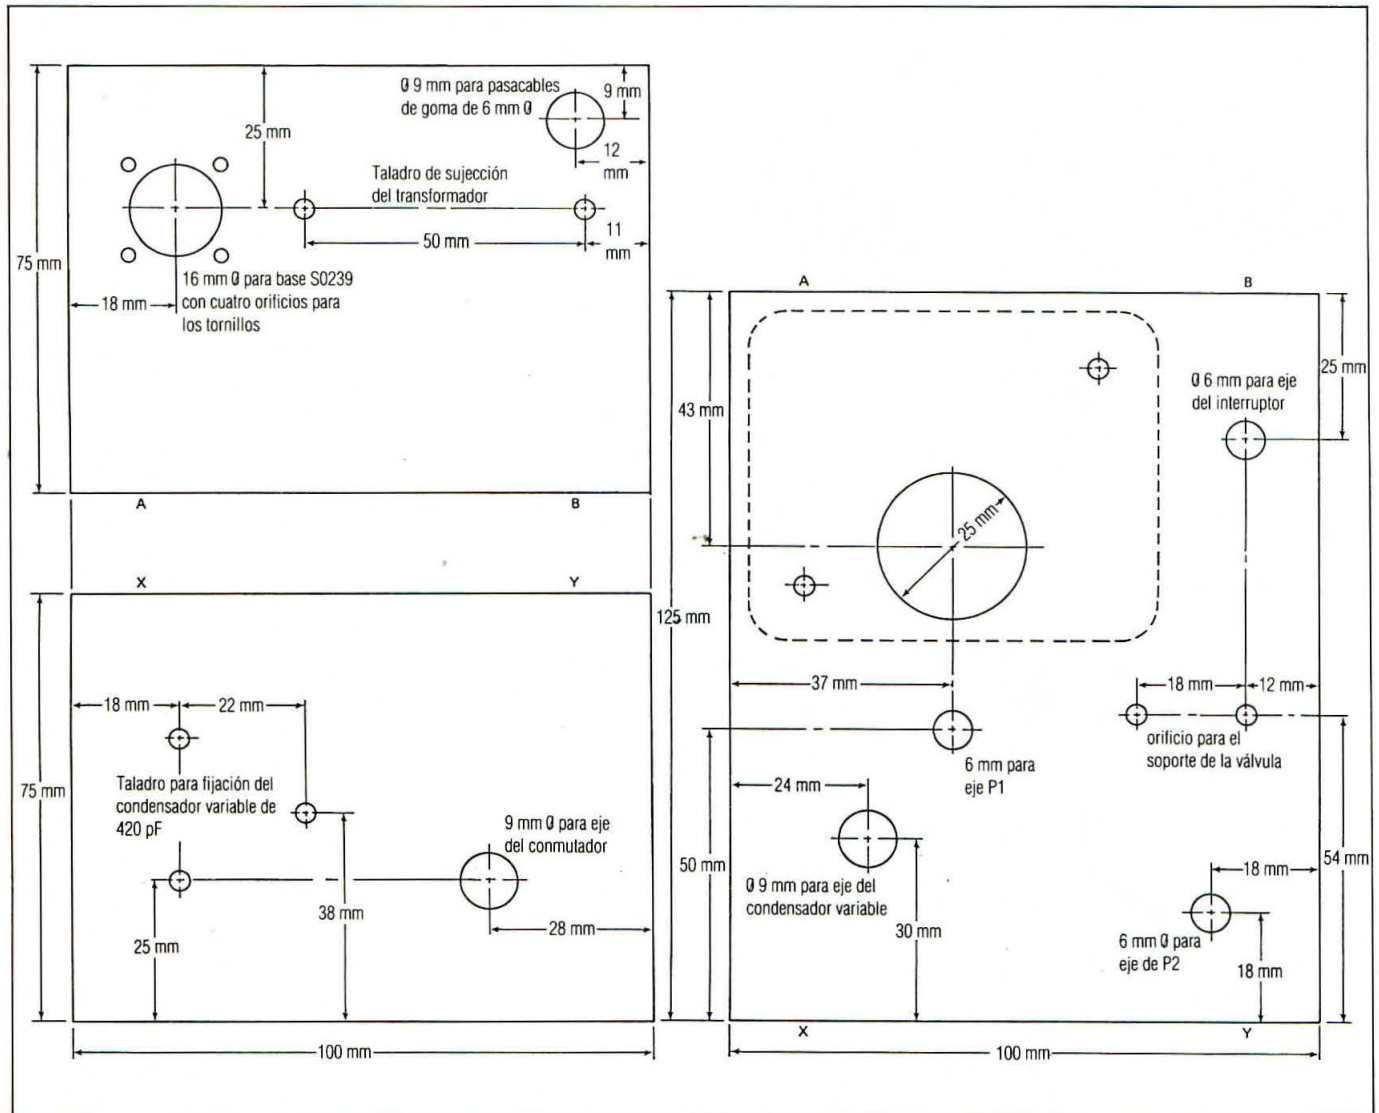 Ø 9 mm para pasacables
de goma de 6 mm Ø
9 mm
25 mm
12
mm
Taladro de sujección
del transformador
11
mm
50 mm
75 mm
16 mm Ø para base S0239
con cuatro orificios para
los tornillos
18 mm
A
B
X
Y
18 mm
22 mm
Taladro para fijación del
condensador variable de
420 pF
75 mm
9 mm Ø para eje
del conmutador
38 mm
25 mm
28 mm
100 mm
A
B
25 mm
43 mm
Ø 6 mm para eje
del interruptor
25 mm
125 mm
37 mm
18 mm
12 mm
orificio para el
soporte de la válvula
6 mm para
eje P1
24 mm
50 mm
54 mm
Ø 9 mm para eje del
condensador variable
18 mm
30 mm
6 mm Ø para
eje de P2
18 mm
X
Y
100 mm